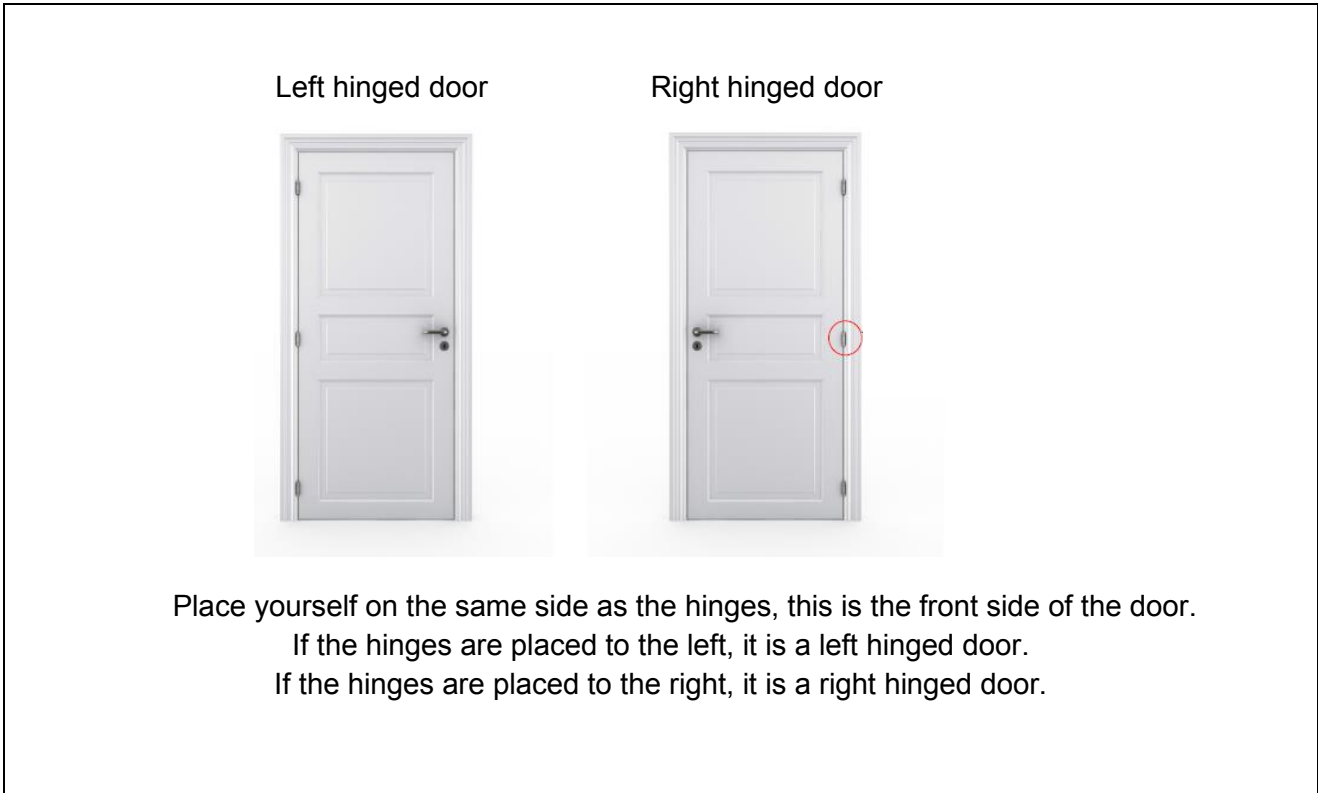 Left hinged door
Right hinged door
Place yourself on the same side as the hinges, this is the front side of the door.
If the hinges are placed to the left, it is a left hinged door.
If the hinges are placed to the right, it is a right hinged door.